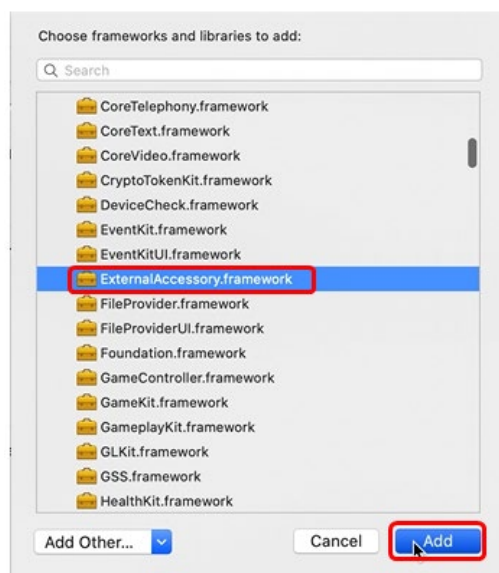 Choose frameworks and libraries to add:
Search
CoreTelephony.framework
CoreText.framework
CoreVideo.framework
CryptoTokenKit.framework
DeviceCheck.framework
EventKit.framework
EventKitUI.framework
ExternalAccessory.framework
FileProvider.framework
FileProviderUI.framework
Foundation.framework
GameController.framework
GameKit.framework
GameplayKit.framework
GLKit.framework
GSS.framework
HealthKit.framework
Add Other... Cancel Add